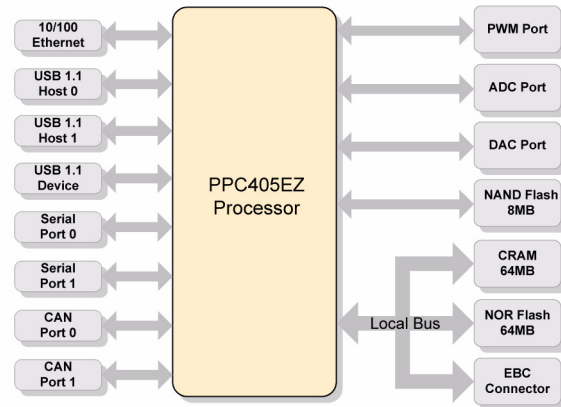 10/100
Ethernet
USB 1.1
Host 0
USB 1.1
Host 1
USB 1.1
Device
Serial
Port 0
Serial
Port 1
CAN
Port 0
CAN
Port 1
PPC405EZ
Processor
PWM Port
ADC Port
DAC Port
NAND Flash
8MB
CRAM
64MB
Local Bus
NOR Flash
64MB
EBC
Connector